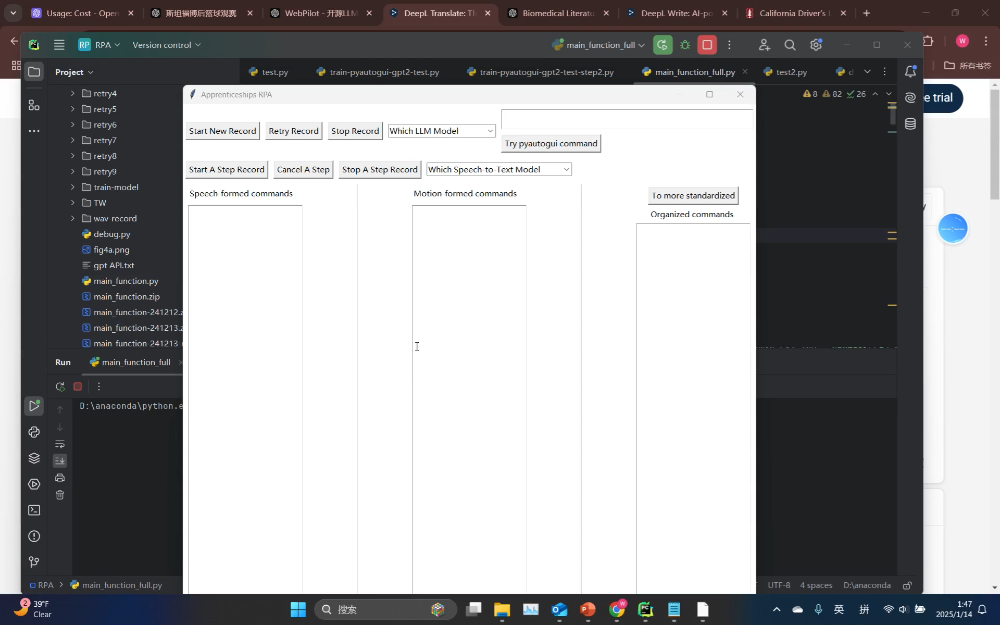 Usage: Cost - Open
斯坦福博后篮球观赛
WebPilot - 开源LLM
DeepL Translate: Th
Biomedical Literatu
DeepL Write: AI-po
California Driver's L
RP RPA
Version control
main_function_full
W
所有书签
Project
test.py
train-pyautogui-gpt2-test.py
train-pyautogui-gpt2-test-step2.py
main_function_full.py
test2.py
d
8 82 26
e trial
Apprenticeships RPA
Start New Record
Retry Record
Stop Record
Which LLM Model
Try pyautogui command
Start A Step Record
Cancel A Step
Stop A Step Record
Which Speech-to-Text Model
Speech-formed commands
Motion-formed commands
To more standardized
Organized commands
retry4
retry5
retry6
retry7
retry8
retry9
train-model
TW
wav-record
debug.py
fig4a.png
gpt API.txt
main_function.py
main_function.zip
main_function-241212.z
main_function-241213.z
main_function-241213-r
Run
main_function_full
D:\anaconda\python.e
RPA
main_function_full.py
UTF-8
4 spaces
D:\anaconda
2
39°F
Clear
搜索
W
英
拼
1:47
2025/1/14